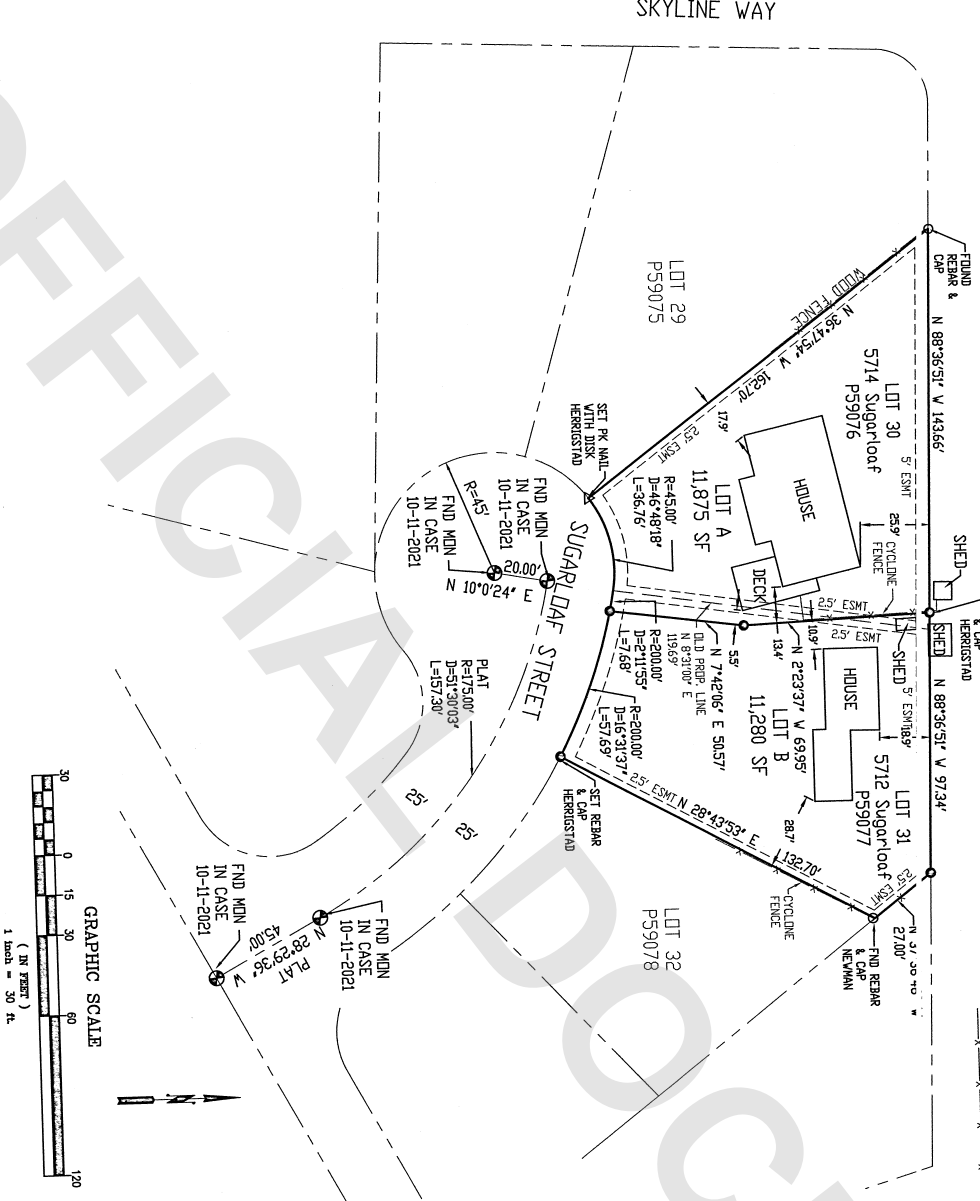 SKYLINE WAY
FOUND
REBAR &
CAP
N 88°36'51" W 143.66'
SHED
& CAP
HERRIGSTAD
SHED
N 88°36'51" W 97.34'
WOOD FENCE
N 36°47'54" W 162.70'
2.5' ESMT
17.9'
LOT 29
P59075
LOT 30
5714 Sugarloaf
P59076
5' ESMT
25.9'
CYCLONE
FENCE
HOUSE
DECK
LOT A
11,875 SF
R=45.00'
D=46°48'18"
L=36.76'
SET PK NAIL
WITH DISK
HERRIGSTAD
2.5' ESMT
2.5' ESMT
SHED
5' ESMT
18.9'
10.9'
13.4'
5.5'
N 2°23'37" W 69.95'
N 7°42'06" E 50.57'
OLD PROP. LINE
N 8°31'00" E
119.69'
R=200.00'
D=2°11'55"
L=7.68'
R=200.00'
D=16°31'37"
L=57.69'
HOUSE
LOT B
11,280 SF
LOT 31
5712 Sugarloaf
P59077
28.7'
2.5' ESMT
N 28°43'53" E
132.70'
CYCLONE
FENCE
2.5' ESMT
27.00'
FND REBAR
& CAP
NEWMAN
SET REBAR
& CAP
HERRIGSTAD
LOT 32
P59078
SUGARLOAF STREET
R=45'
FND MON
IN CASE
10-11-2021
20.00'
N 10°0'24" E
FND MON
IN CASE
10-11-2021
PLAT
R=175.00'
D=51°30'03"
L=157.30'
25'
25'
FND MON
IN CASE
10-11-2021
N 28°29'36" W
45.00'
PLAT
FND MON
IN CASE
10-11-2021
GRAPHIC SCALE
30 0 15 30 60 120
( IN FEET )
1 inch = 30 ft.
N
OFFICIAL DOC